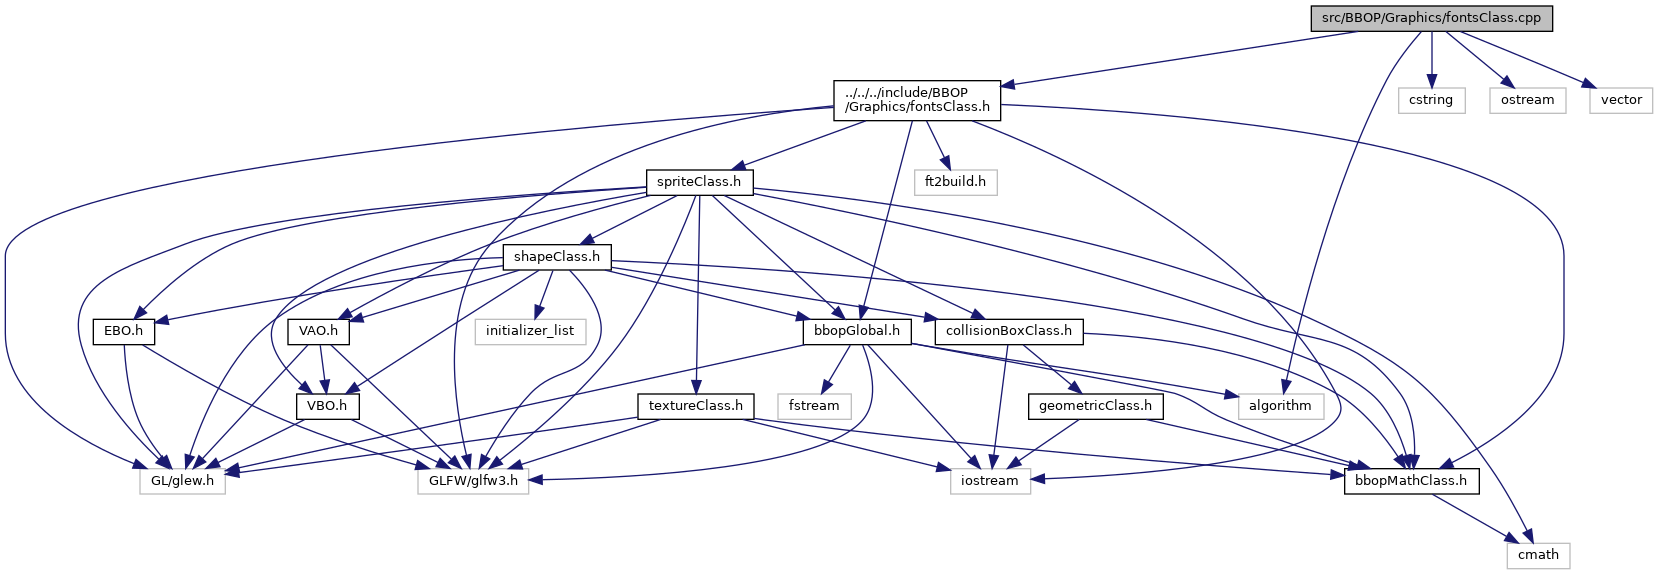 src/BBOP/Graphics/fontsClass.cpp
../../../include/BBOP
/Graphics/fontsClass.h
cstring
ostream
vector
spriteClass.h
ft2build.h
shapeClass.h
EBO.h
VAO.h
initializer_list
bbopGlobal.h
collisionBoxClass.h
VBO.h
textureClass.h
fstream
geometricClass.h
algorithm
GL/glew.h
GLFW/glfw3.h
iostream
bbopMathClass.h
cmath